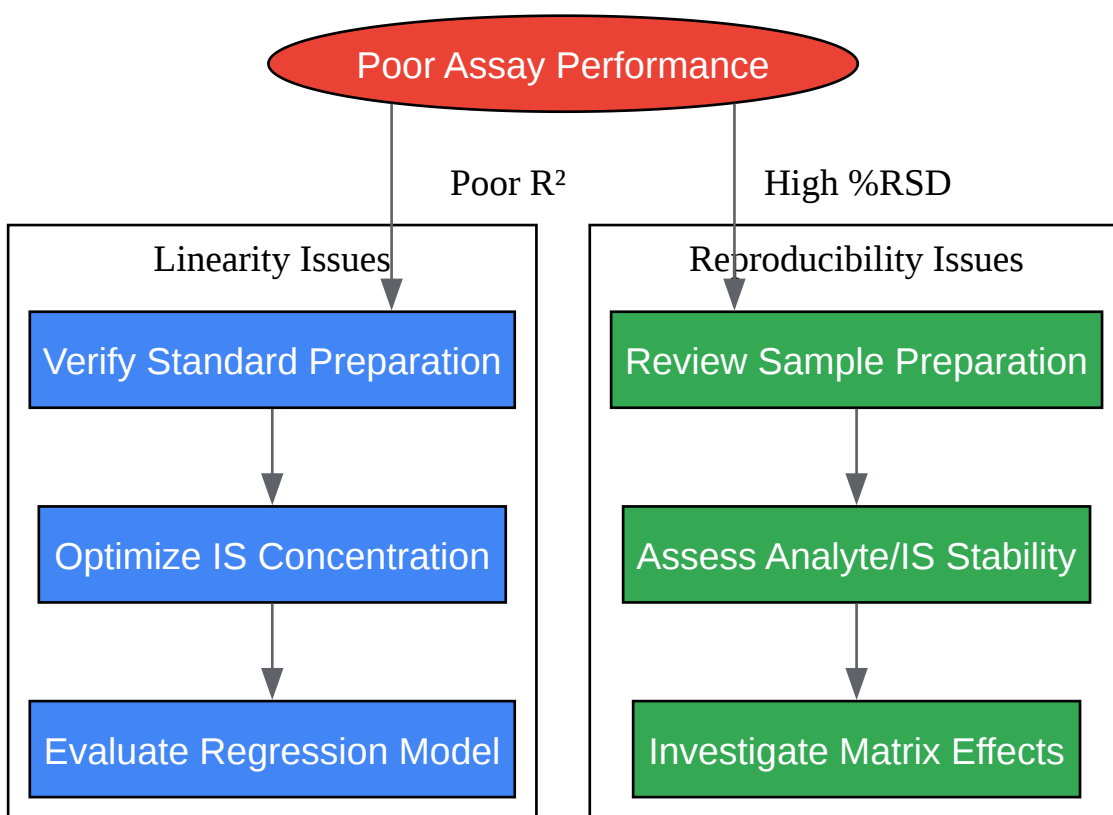 Poor Assay Performance
Poor R²
High %RSD
Linearity Issues
Reproducibility Issues
Verify Standard Preparation
Review Sample Preparation
Optimize IS Concentration
Assess Analyte/IS Stability
Evaluate Regression Model
Investigate Matrix Effects